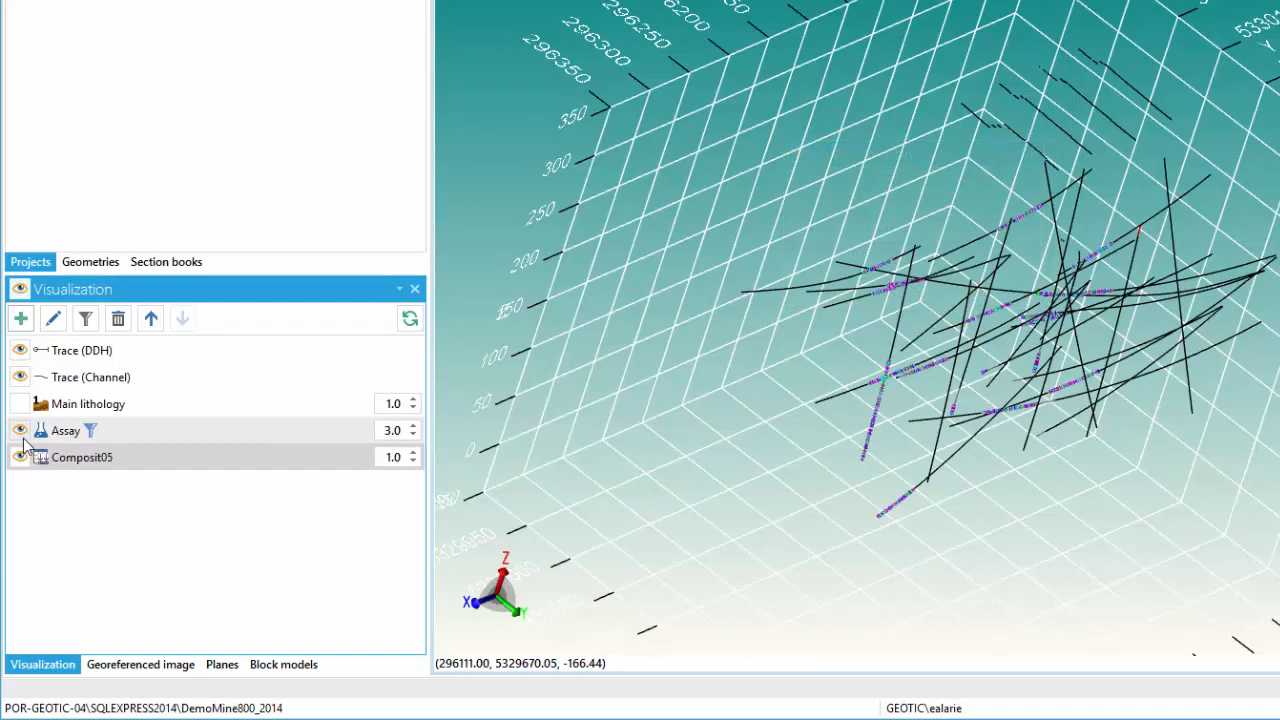 Projects Geometries Section books
Visualization
Trace (DDH)
Trace (Channel)
1 Main lithology 1.0
Assay 3.0
Composit05 1.0
Visualization Georeferenced image Planes Block models
POR-GEOTIC-04\SQLEXPRESS2014\DemoMine800_2014
296250
296300
296350
350
300
250
200
150
100
50
0
Z
X
Y
(296111.00, 5329670.05, -166.44)
GEOTIC\ealarie